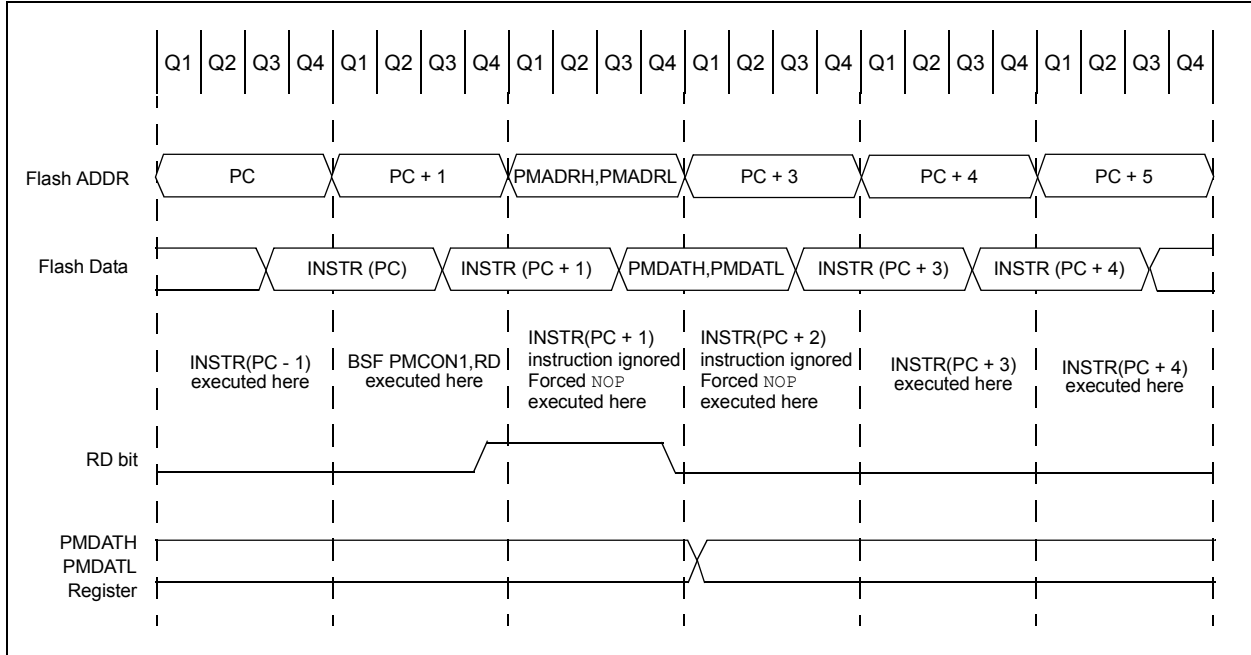 Q1 Q2 Q3 Q4 Q1 Q2 Q3 Q4 Q1 Q2 Q3 Q4 Q1 Q2 Q3 Q4 Q1 Q2 Q3 Q4 Q1 Q2 Q3 Q4
Flash ADDR PC PC + 1 PMADRH,PMADRL PC + 3 PC + 4 PC + 5
Flash Data INSTR (PC) INSTR (PC + 1) PMDATH,PMDATL INSTR (PC + 3) INSTR (PC + 4)
INSTR(PC - 1)
executed here
BSF PMCON1,RD
executed here
INSTR(PC + 1)
instruction ignored
Forced NOP
executed here
INSTR(PC + 2)
instruction ignored
Forced NOP
executed here
INSTR(PC + 3)
executed here
INSTR(PC + 4)
executed here
RD bit
PMDATH
PMDATL
Register